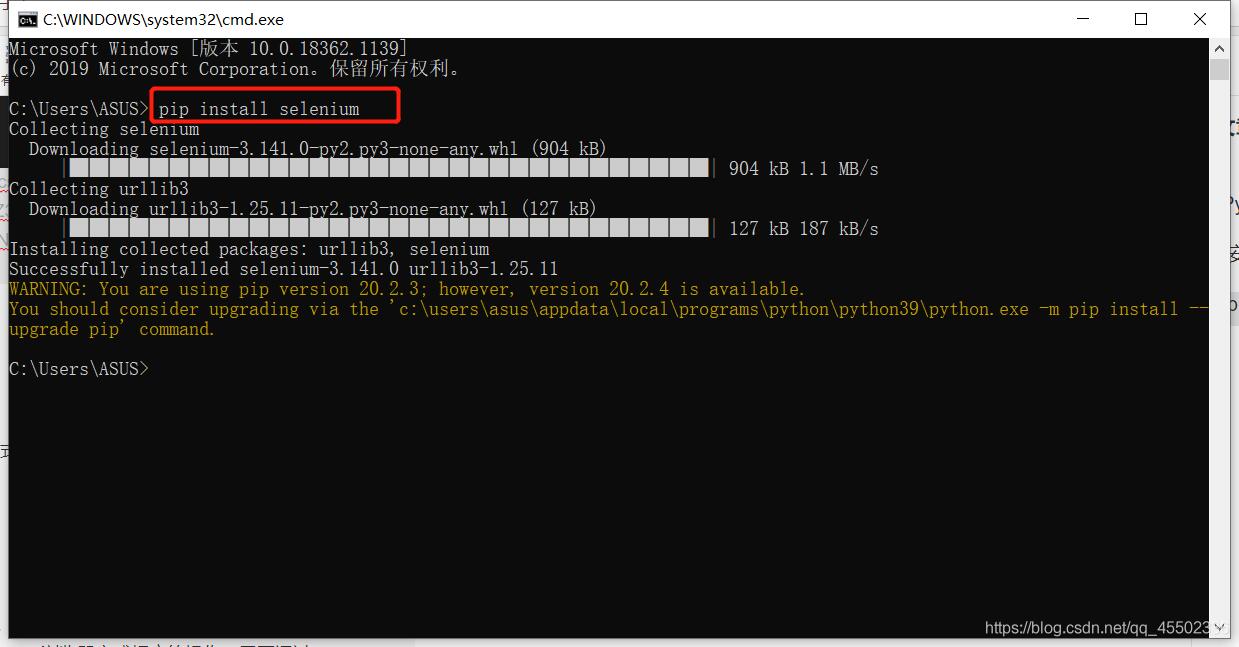 C:\WINDOWS\system32\cmd.exe
Microsoft Windows [版本 10.0.18362.1139]
(c) 2019 Microsoft Corporation。保留所有权利。
C:\Users\ASUS> pip install selenium
Collecting selenium
Downloading selenium-3.141.0-py2.py3-none-any.whl (904 kB)
904 kB 1.1 MB/s
Collecting urllib3
Downloading urllib3-1.25.11-py2.py3-none-any.whl (127 kB)
127 kB 187 kB/s
Installing collected packages: urllib3, selenium
Successfully installed selenium-3.141.0 urllib3-1.25.11
WARNING: You are using pip version 20.2.3; however, version 20.2.4 is available.
You should consider upgrading via the 'c:\users\asus\appdata\local\programs\python\python39\python.exe -m pip install --
upgrade pip' command.
C:\Users\ASUS>
https://blog.csdn.net/qq_455023